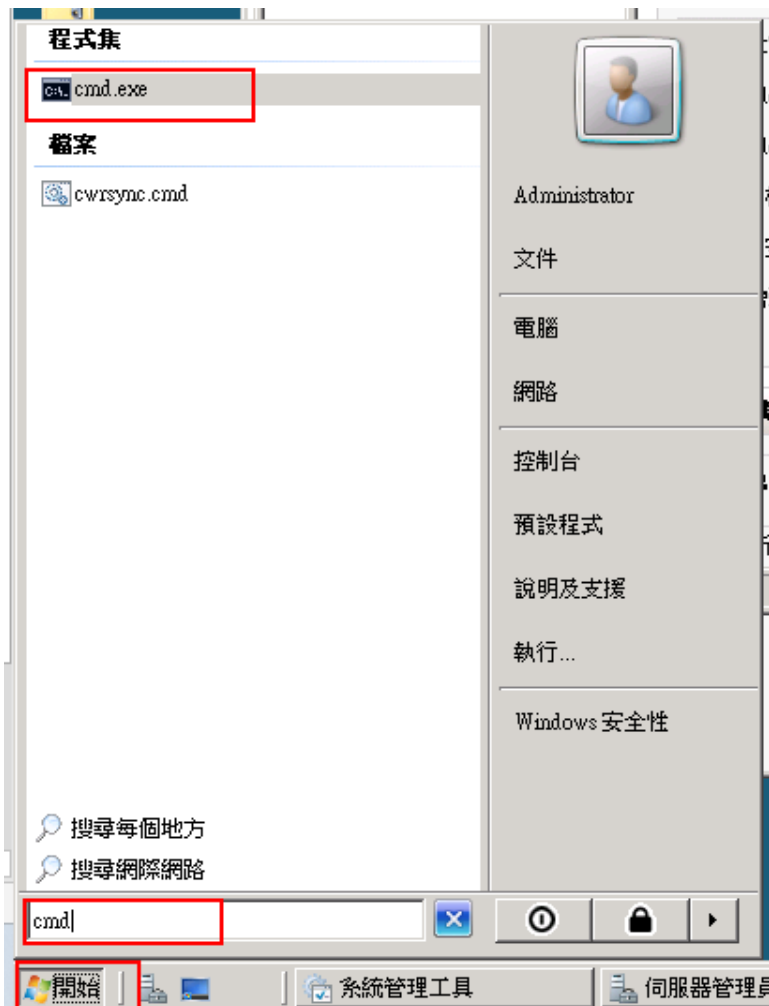 程式集
cmd.exe
檔案
cwrsync.cmd
搜尋每個地方
搜尋網際網路
cmd
Administrator
文件
電腦
網路
控制台
預設程式
說明及支援
執行...
Windows 安全性
開始
系統管理工具
伺服器管理員